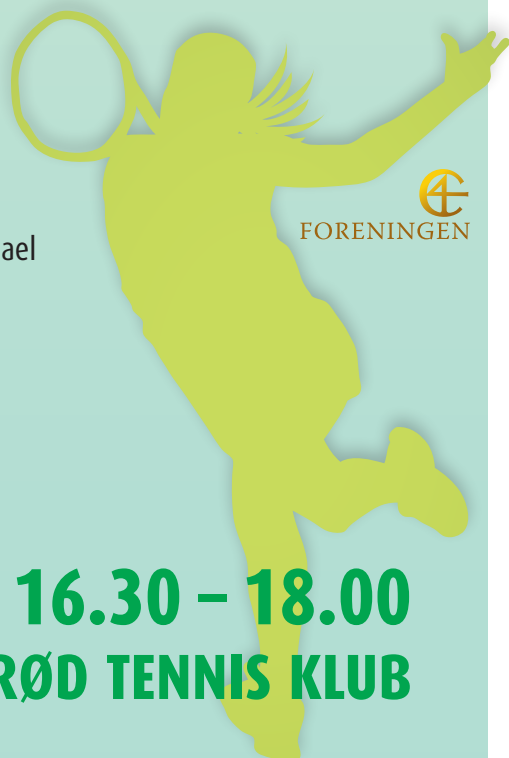 FORENINGEN
ael
16.30 – 18.00
RØD TENNIS KLUB